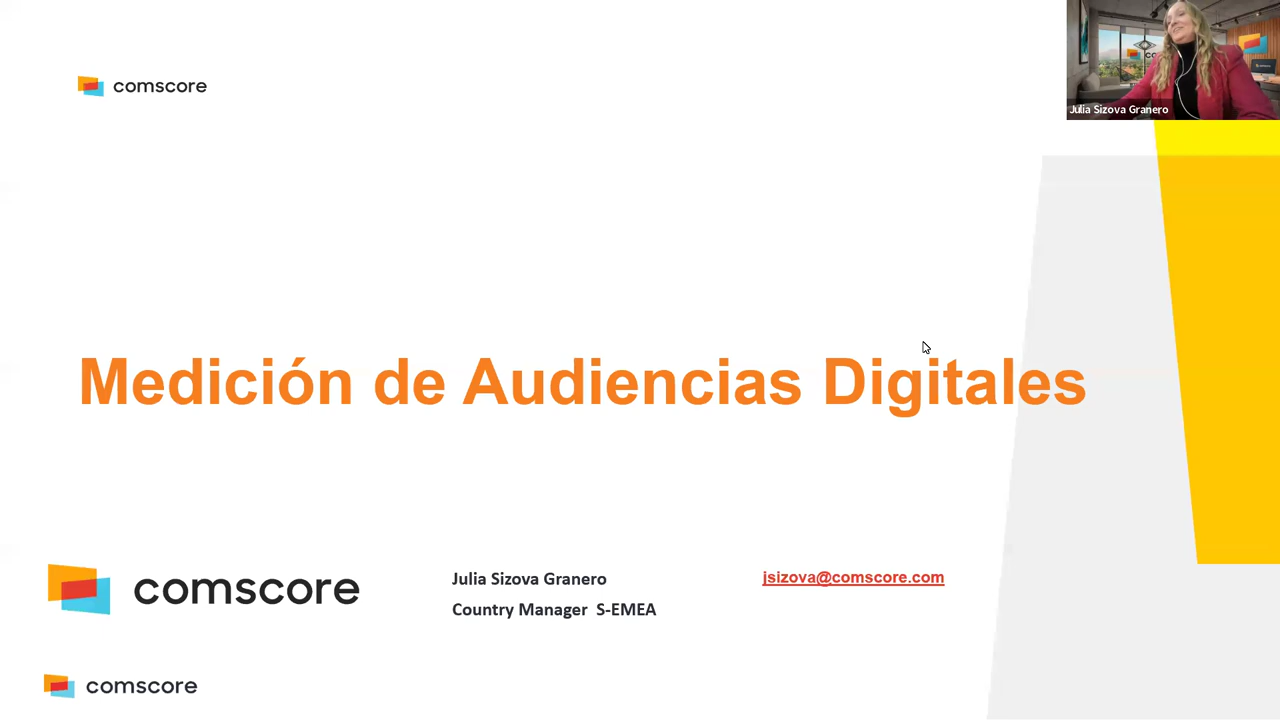 comscore
Julia Sizova Granero
Medición de Audiencias Digitales
comscore
Julia Sizova Granero
Country Manager S-EMEA
jsizova@comscore.com
comscore